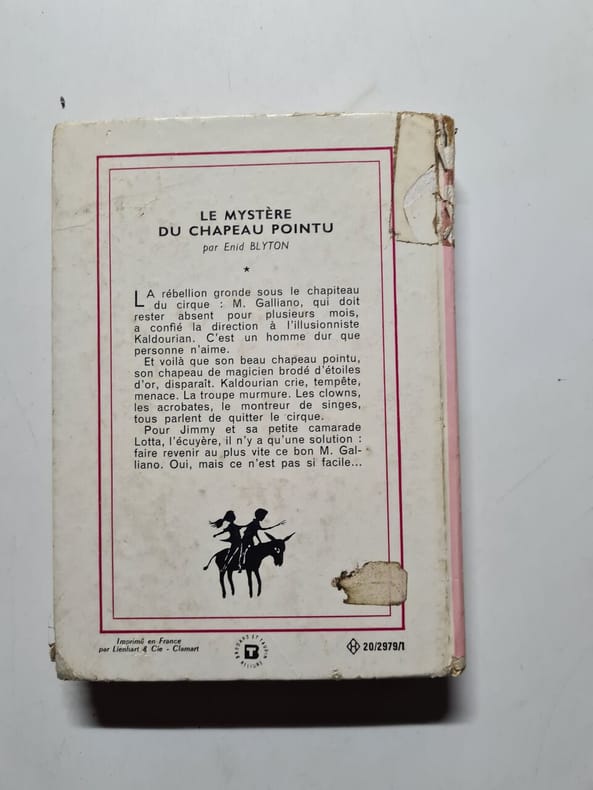 LE MYSTÈRE
DU CHAPEAU POINTU
par Enid BLYTON
★
LA rébellion gronde sous le chapiteau
du cirque : M. Galliano, qui doit
rester absent pour plusieurs mois,
a confié la direction à l'illusionniste
Kaldourian. C'est un homme dur que
personne n'aime.
Et voilà que son beau chapeau pointu,
son chapeau de magicien brodé d'étoiles
d'or, disparaît. Kaldourian crie, tempête,
menace. La troupe murmure. Les clowns,
les acrobates, le montreur de singes,
tous parlent de quitter le cirque.
Pour Jimmy et sa petite camarade
Lotta, l'écuyère, il n'y a qu'une solution :
faire revenir au plus vite ce bon M. Gal-
liano. Oui, mais ce n'est pas si facile...
Imprimé en France
par Lienhart & Cie - Clamart
BRODARD ET TAUPIN
RELIURE
H 20/2979/1